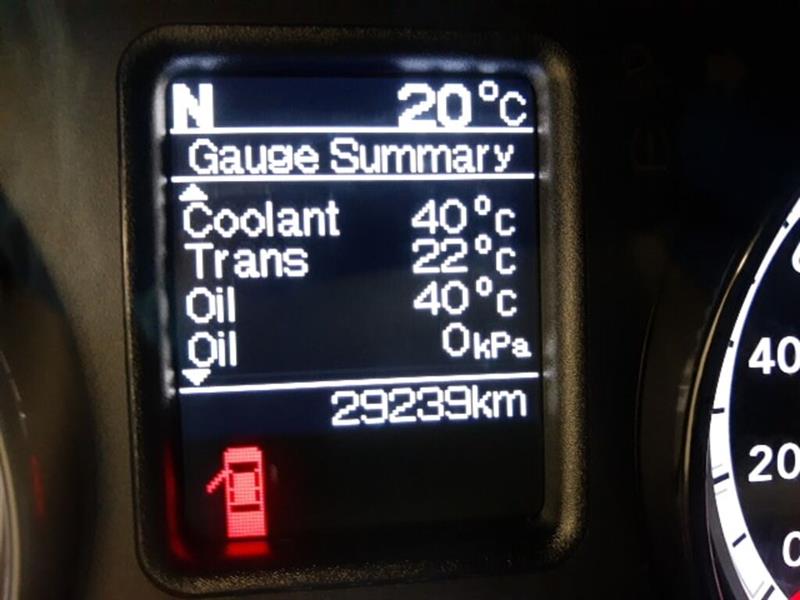 N 20°C
Gauge Summary
Coolant 40°C
Trans 22°C
Oil 40°C
Oil 0kPa
29239km
40
20